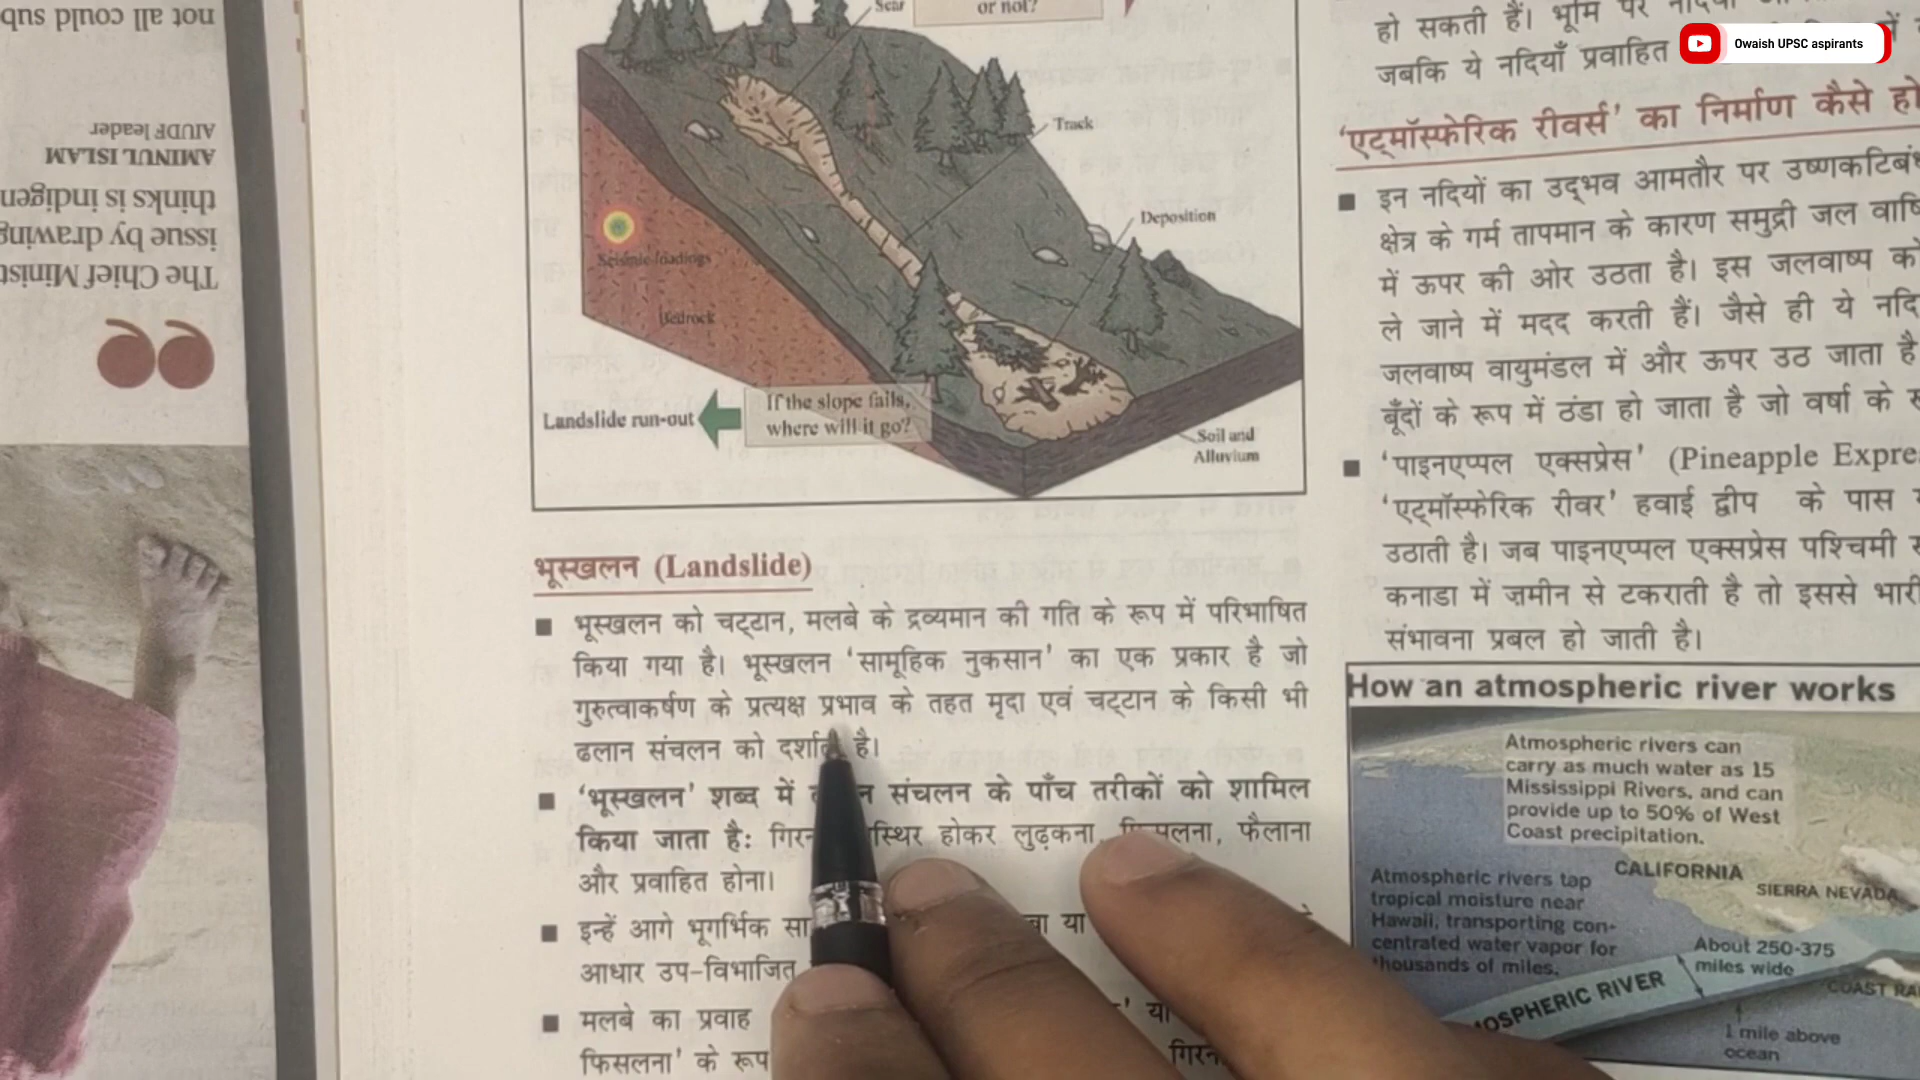 not all could sub
AIUDF leader
AMINUL ISLAM
thinks is indigen
issue by drawing
The Chief Minist
Scar
or not?
Track
Deposition
Seismic loadings
Bedrock
Landslide run-out
If the slope fails,
where will it go?
Soil and
Alluvium
भूस्खलन (Landslide)
■ भूस्खलन को चट्टान, मलबे के द्रव्यमान की गति के रूप में परिभाषित
किया गया है। भूस्खलन ‘सामूहिक नुकसान’ का एक प्रकार है जो
गुरुत्वाकर्षण के प्रत्यक्ष प्रभाव के तहत मृदा एवं चट्टान के किसी भी
ढलान संचलन को है।
■ ‘भूस्खलन’ शब्द में संचलन के पाँच तरीकों को शामिल
किया जाता है: होकर लुढ़कना, फैलाना
और प्रवाहित होना।
■ इन्हें आगे भूगर्भिक या
आधार उप-विभाजित
■ मलबे का प्रवाह या
फिसलना’ के रूप
हो सकती हैं। भूमि पर
जबकि ये नदियाँ प्रवाहित में
‘एट्मॉस्फेरिक रीवर्स’ का निर्माण कैसे
■ इन नदियों का उद्भव आमतौर पर
क्षेत्र के गर्म तापमान के कारण समुद्री जल
में ऊपर की ओर उठता है। इस जलवाष्प
ले जाने में मदद करती हैं। जैसे ही ये
जलवाष्प वायुमंडल में और ऊपर उठ जाता है
बूँदों के रूप में ठंडा हो जाता है जो वर्षा के
■ ‘पाइनएप्पल एक्सप्रेस’ (Pineapple Expre
‘एट्मॉस्फेरिक रीवर’ हवाई द्वीप के पास
उठाती है। जब पाइनएप्पल एक्सप्रेस पश्चिमी
कनाडा में ज़मीन से टकराती है तो इससे भारी
संभावना प्रबल हो जाती है।
How an atmospheric river works
Atmospheric rivers can
carry as much water as 15
Mississippi Rivers, and can
provide up to 50% of West
Coast precipitation.
CALIFORNIA
SIERRA NEVADA
Atmospheric rivers tap
tropical moisture near
Hawaii, transporting con-
centrated water vapor for
thousands of miles.
About 250-375
miles wide
COAST RA
OSPHERIC RIVER
1 mile above
ocean
Owaish UPSC aspirants